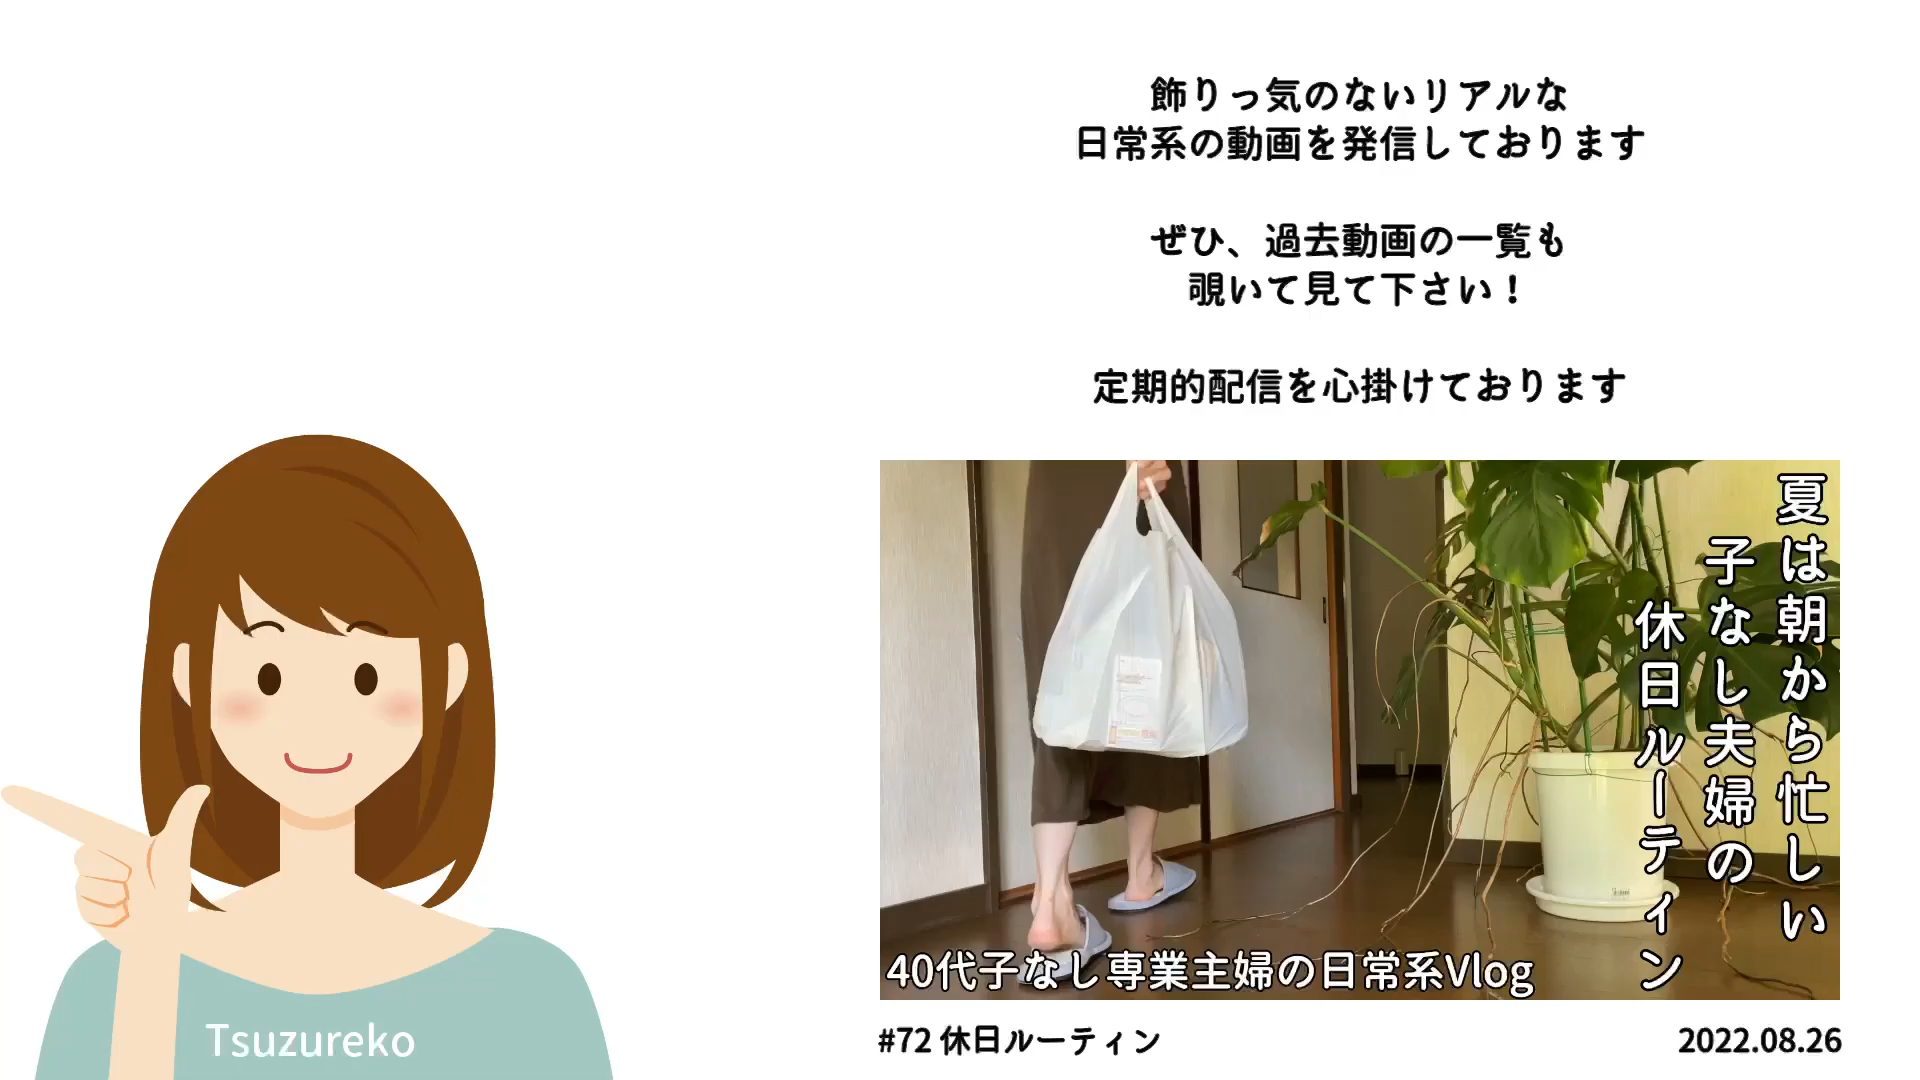 飾りっ気のないリアルな
日常系の動画を発信しております
ぜひ、過去動画の一覧も
覗いて見て下さい！
定期的配信を心掛けております
夏は朝から忙しい
子なし夫婦の
休日ルーティン
40代子なし専業主婦の日常系Vlog
#72 休日ルーティン
2022.08.26
Tsuzureko